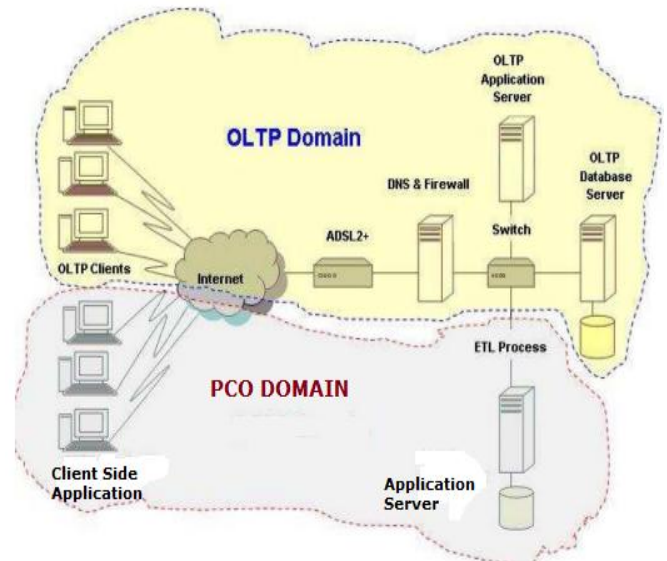 OLTP
Application
Server
OLTP Domain
OLTP
Database
Server
DNS & Firewall
ADSL2+
Switch
OLTP Clients
Internet
ETL Process
PCO DOMAIN
Client Side
Application
Application
Server